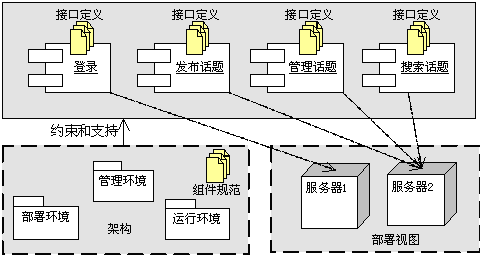 接口定义
接口定义
接口定义
接口定义
登录
发布话题
管理话题
搜索话题
约束和支持
管理环境
组件规范
部署环境
架构
运行环境
服务器1
服务器2
部署视图